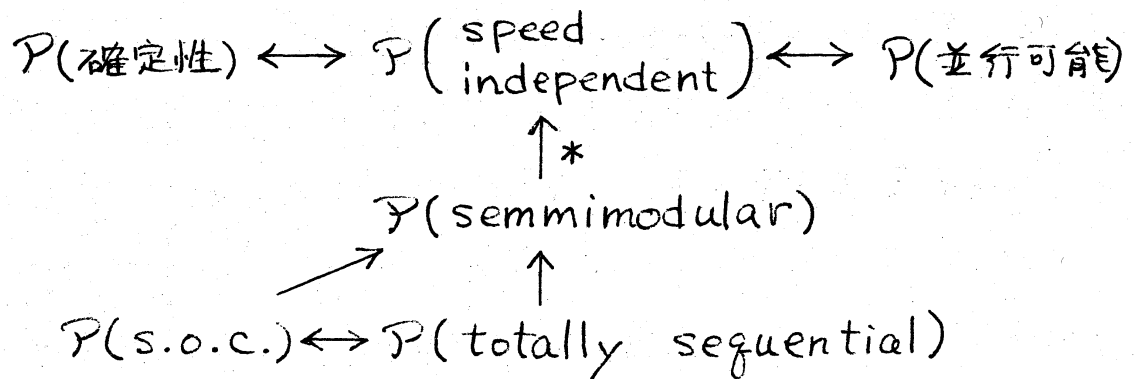 P(確定性) ↔ P(speed independent) ↔ P(並行可能)
↑*
P(semmimodular)
↗ ↑
P(s.o.c.) ↔ P(totally sequential)